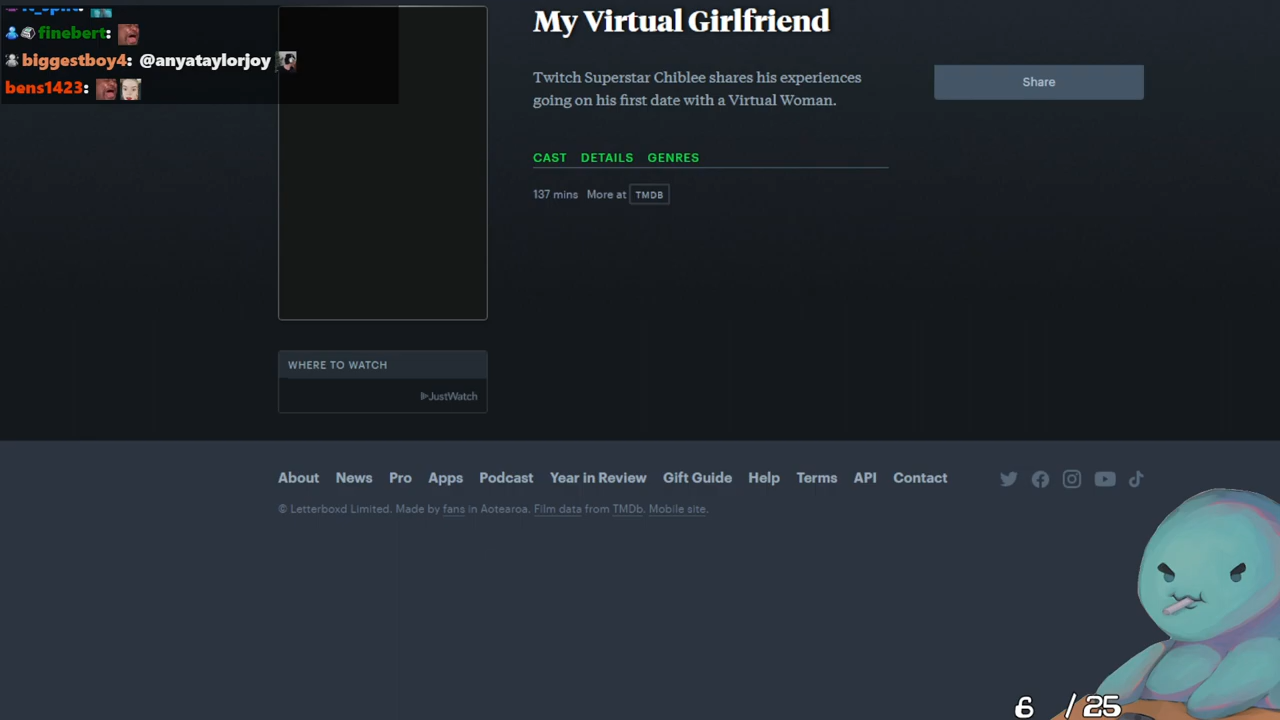 finebert:
biggestboy4: @anyataylorjoy
bens1423:
My Virtual Girlfriend
Twitch Superstar Chiblee shares his experiences
going on his first date with a Virtual Woman.
Share
CAST DETAILS GENRES
137 mins More at TMDB
WHERE TO WATCH
JustWatch
About News Pro Apps Podcast Year in Review Gift Guide Help Terms API Contact
© Letterboxd Limited. Made by fans in Aotearoa. Film data from TMDb. Mobile site.
6 / 25